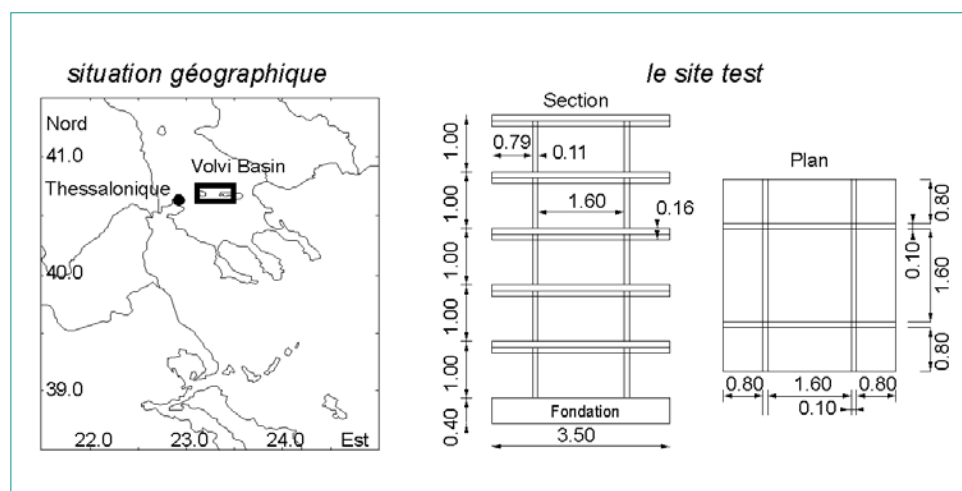 situation géographique
Nord
41.0
Volvi Basin
Thessalonique
40.0
39.0
22.0 23.0 24.0 Est
le site test
Section
1.00
0.79
0.11
1.00
1.60
0.16
1.00
1.00
1.00
0.40
Fondation
3.50
Plan
0.80
0.10
1.60
0.80
0.80 1.60 0.80
0.10